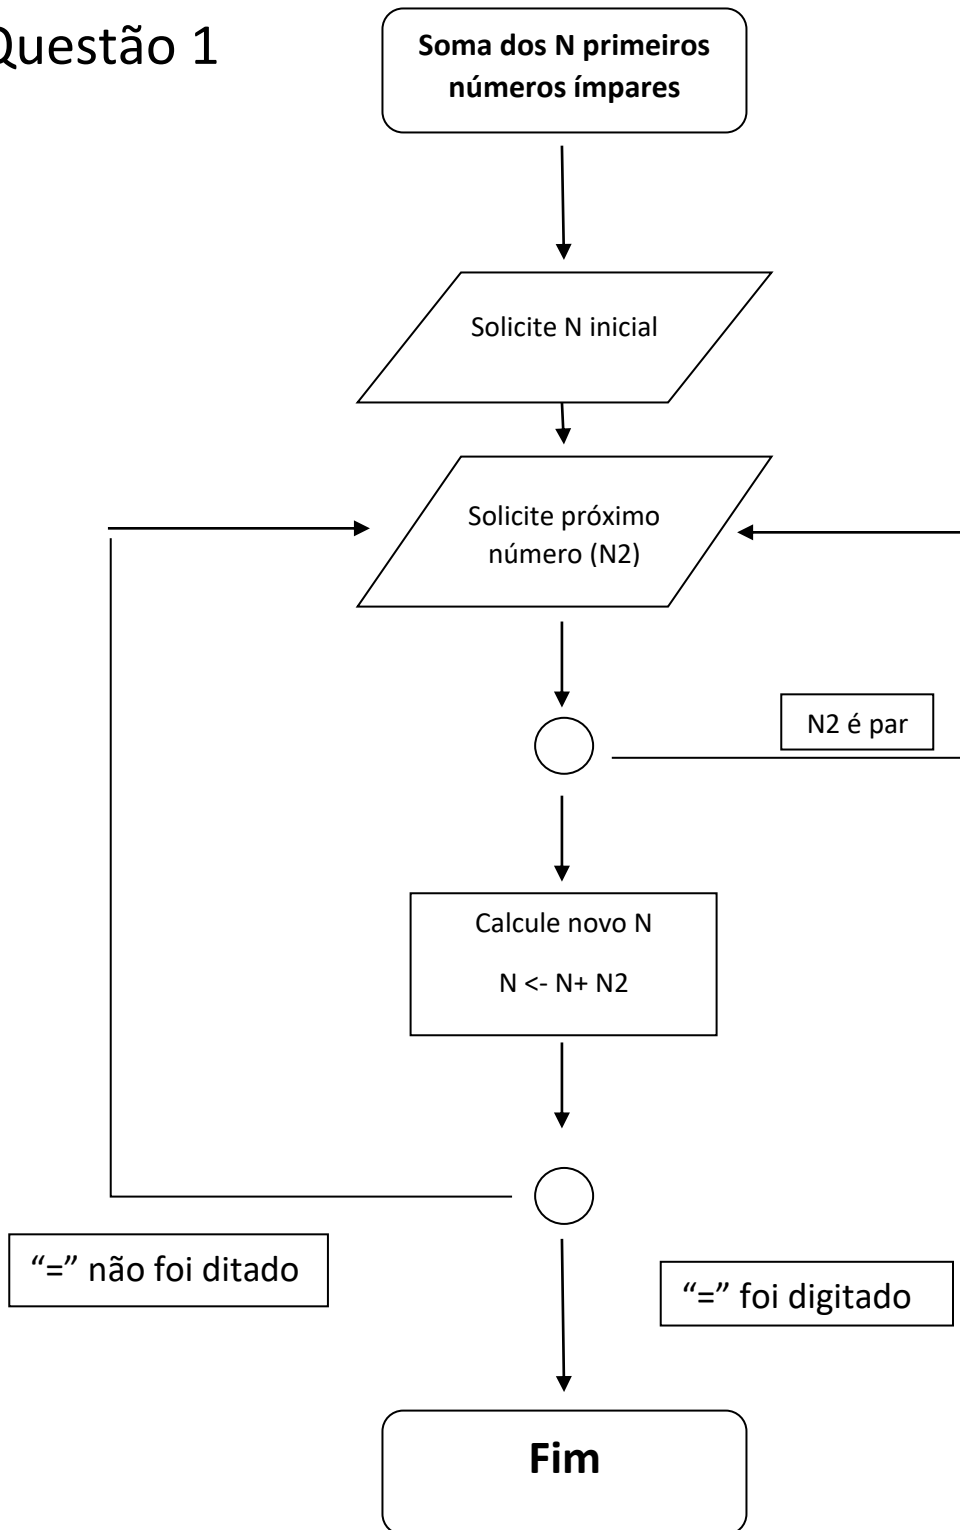 Questão 1
Soma dos N primeiros
números ímpares
Solicite N inicial
Solicite próximo
número (N2)
N2 é par
Calcule novo N
N <- N+ N2
“=” não foi ditado
“=” foi digitado
Fim